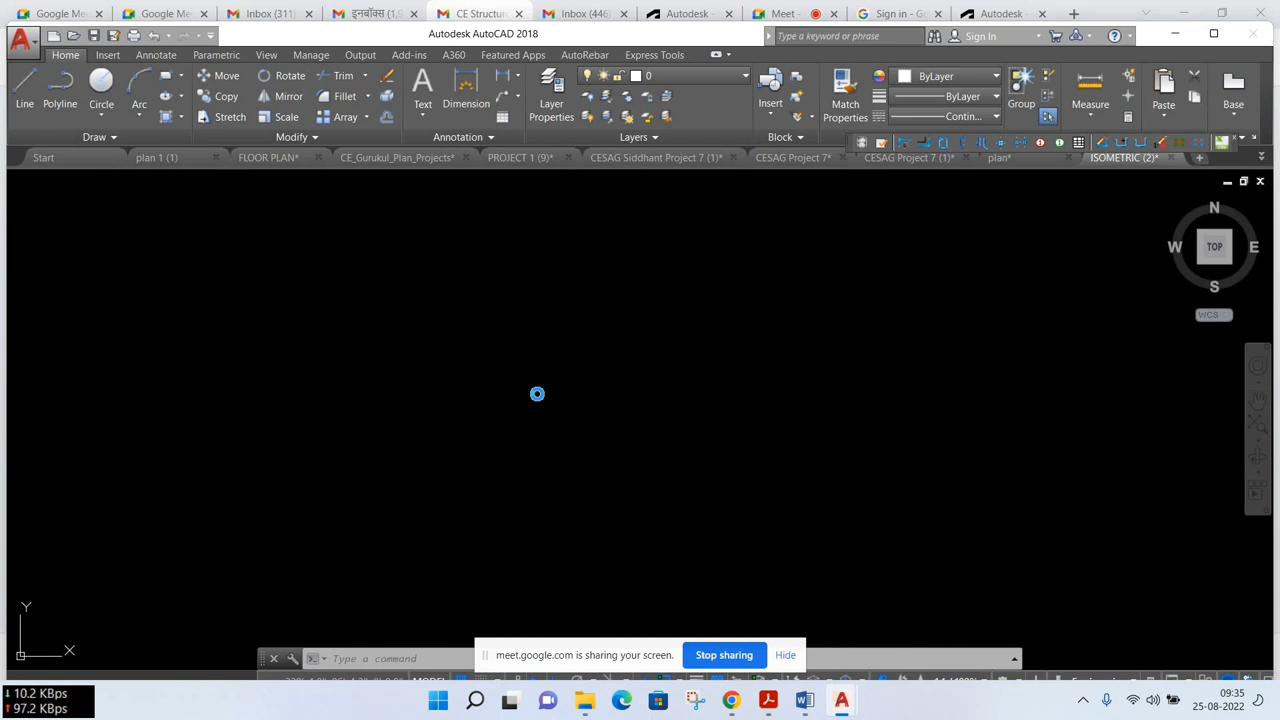 Google Me
Google Me
Inbox (311)
इनबॉक्स (1,9
CE Structur
Inbox (446)
Autodesk
Meet -
Sign in - G
Autodesk
Autodesk AutoCAD 2018
Type a keyword or phrase
Sign In
Home Insert Annotate Parametric View Manage Output Add-ins A360 Featured Apps AutoRebar Express Tools
Line Polyline Circle Arc
Move Rotate Trim
Copy Mirror Fillet
Stretch Scale Array
Text Dimension
Layer Properties
0
Insert
Match Properties
ByLayer
ByLayer
Contin...
Group
Measure
Paste
Base
Draw Modify Annotation Layers Block
Start plan 1 (1) FLOOR PLAN* CE_Gurukul_Plan_Projects* PROJECT 1 (9)* CESAG Siddhant Project 7 (1)* CESAG Project 7* CESAG Project 7 (1)* plan* ISOMETRIC (2)*
N
W TOP E
S
WCS
Y
X
Type a command
meet.google.com is sharing your screen. Stop sharing Hide
MODEL
10.2 KBps
97.2 KBps
09:35
25-08-2022